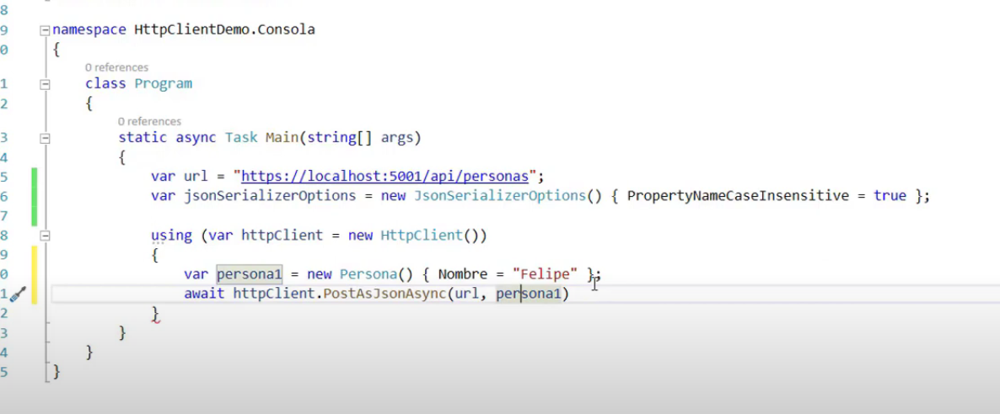 8
9 namespace HttpClientDemo.Consola
0 {
0 references
1 class Program
2 {
0 references
3 static async Task Main(string[] args)
4 {
5 var url = "https://localhost:5001/api/personas";
6 var jsonSerializerOptions = new JsonSerializerOptions() { PropertyNameCaseInsensitive = true };
7
8 using (var httpClient = new HttpClient())
9 {
0 var persona1 = new Persona() { Nombre = "Felipe" };
1 await httpClient.PostAsJsonAsync(url, persona1)
2 }
3 }
4 }
5 }